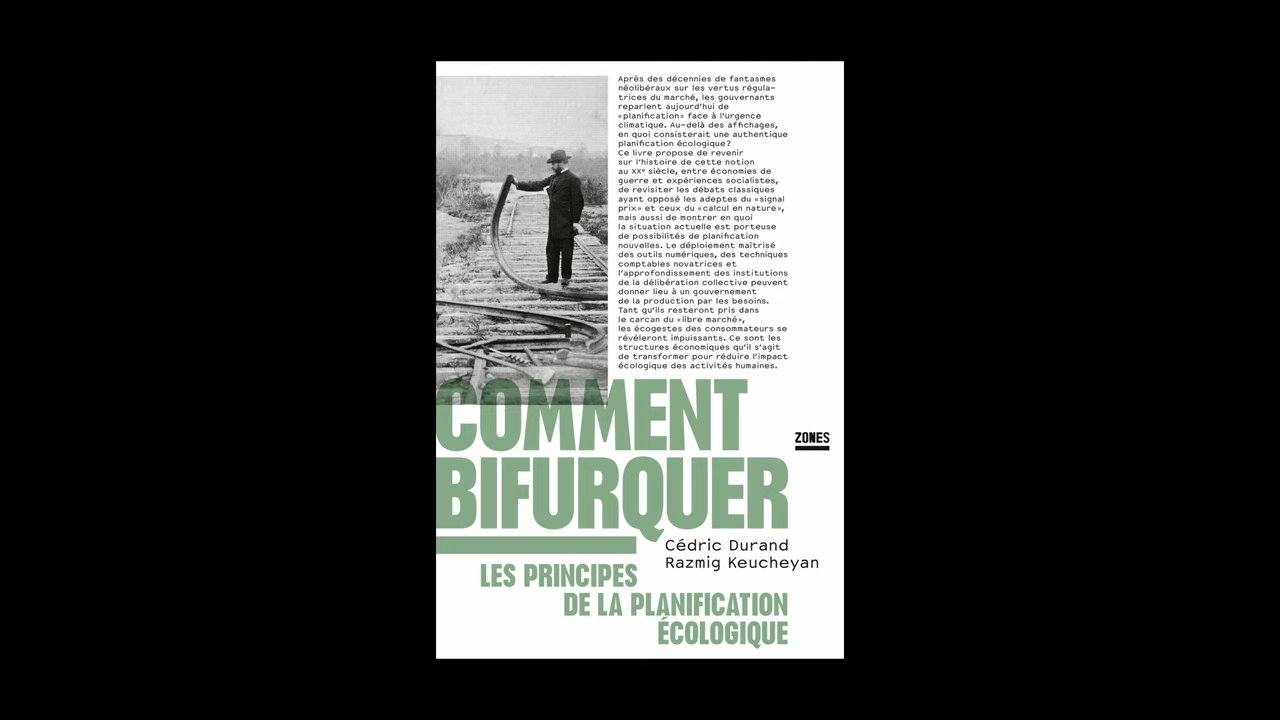 Après des décennies de fantasmes
néolibéraux sur les vertus régula-
trices du marché, les gouvernants
reparlent aujourd'hui de
«planification» face à l'urgence
climatique. Au-delà des affichages,
en quoi consisterait une authentique
planification écologique?
Ce livre propose de revenir
sur l'histoire de cette notion
au XXᵉ siècle, entre économies de
guerre et expériences socialistes,
de revisiter les débats classiques
ayant opposé les adeptes du «signal
prix» et ceux du «calcul en nature»,
mais aussi de montrer en quoi
la situation actuelle est porteuse
de possibilités de planification
nouvelles. Le déploiement maîtrisé
des outils numériques, des techniques
comptables novatrices et
l'approfondissement des institutions
de la délibération collective peuvent
donner lieu à un gouvernement
de la production par les besoins.
Tant qu'ils resteront pris dans
le carcan du «libre marché»,
les écogestes des consommateurs se
révéleront impuissants. Ce sont les
structures économiques qu'il s'agit
de transformer pour réduire l'impact
écologique des activités humaines.
COMMENT
BIFURQUER
ZONES
Cédric Durand
Razmig Keucheyan
LES PRINCIPES
DE LA PLANIFICATION
ÉCOLOGIQUE